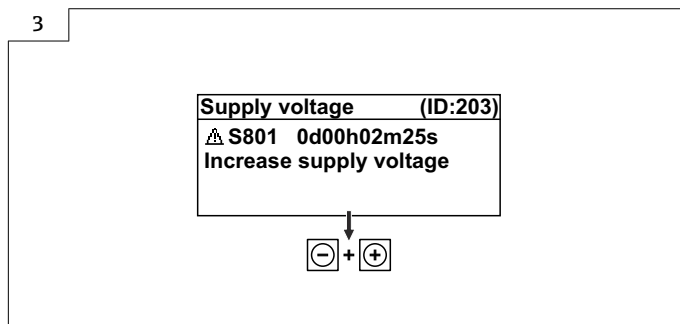 3
Supply voltage (ID:203)
⚠ S801 0d00h02m25s
Increase supply voltage
− + +